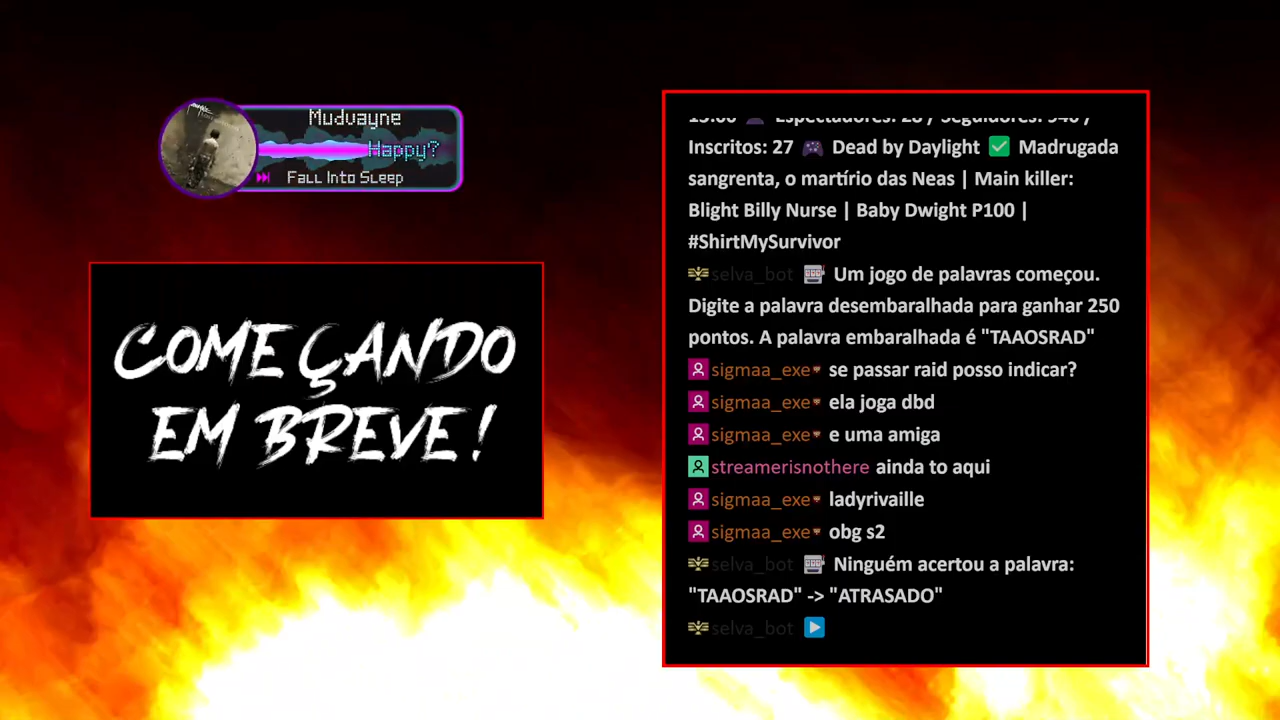 Mudvayne
Happy?
Fall Into Sleep
COMEÇANDO
EM BREVE!
Inscritos: 27 🎮 Dead by Daylight ✅ Madrugada
sangrenta, o martírio das Neas | Main killer:
Blight Billy Nurse | Baby Dwight P100 |
#ShirtMySurvivor
selva_bot Um jogo de palavras começou.
Digite a palavra desembaralhada para ganhar 250
pontos. A palavra embaralhada é "TAAOSRAD"
sigmaa_exe se passar raid posso indicar?
sigmaa_exe ela joga dbd
sigmaa_exe e uma amiga
streamerisnothere ainda to aqui
sigmaa_exe ladyrivaille
sigmaa_exe obg s2
selva_bot Ninguém acertou a palavra:
"TAAOSRAD" -> "ATRASADO"
selva_bot ▶️